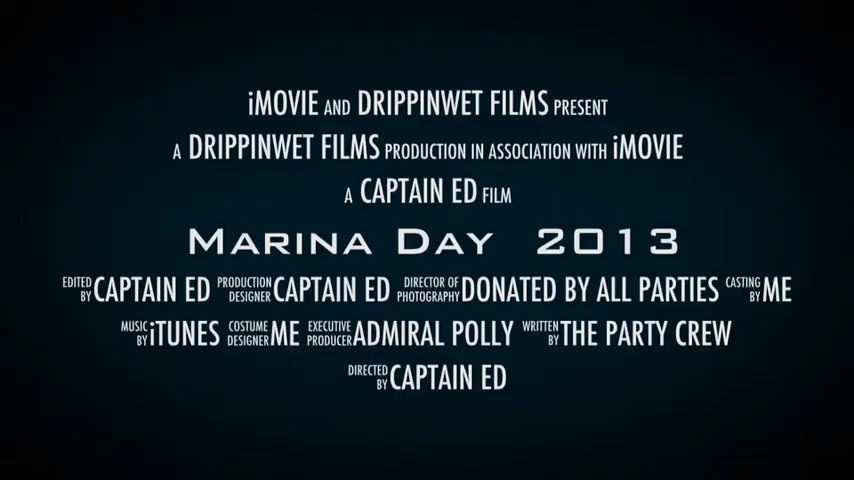 iMOVIE AND DRIPPINWET FILMS PRESENT
A DRIPPINWET FILMS PRODUCTION IN ASSOCIATION WITH iMOVIE
A CAPTAIN ED FILM
MARINA DAY 2013
EDITED BY CAPTAIN ED PRODUCTION DESIGNER CAPTAIN ED DIRECTOR OF PHOTOGRAPHY DONATED BY ALL PARTIES CASTING BY ME
MUSIC BY iTUNES COSTUME DESIGNER ME EXECUTIVE PRODUCER ADMIRAL POLLY WRITTEN BY THE PARTY CREW
DIRECTED BY CAPTAIN ED